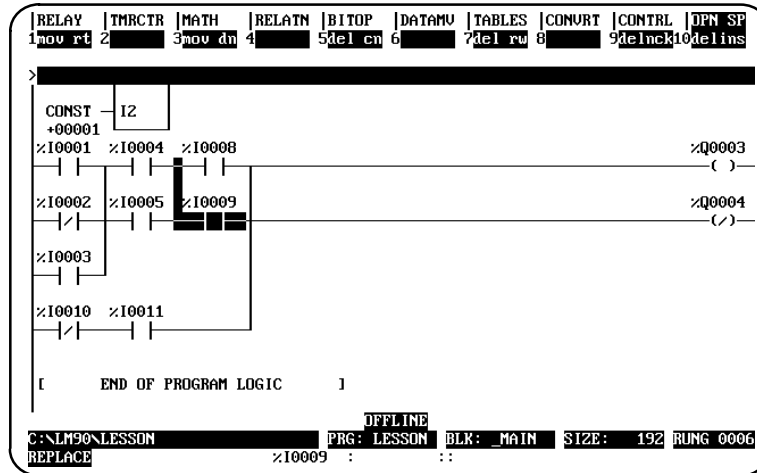 RELAY |TMRCTR |MATH |RELATN |BITOP |DATAMV |TABLES |CONVRT |CONTRL |OPN SP
1mov rt 2 3mov dn 4 5del cn 6 7del rw 8 9delnck10delins
>
CONST I2
+00001
%I0001 %I0004 %I0008 %Q0003
%I0002 %I0005 %I0009 %Q0004
%I0003
%I0010 %I0011
[ END OF PROGRAM LOGIC ]
OFFLINE
C:\LM90\LESSON PRG: LESSON BLK: _MAIN SIZE: 192 RUNG 0006
REPLACE %I0009 : ::